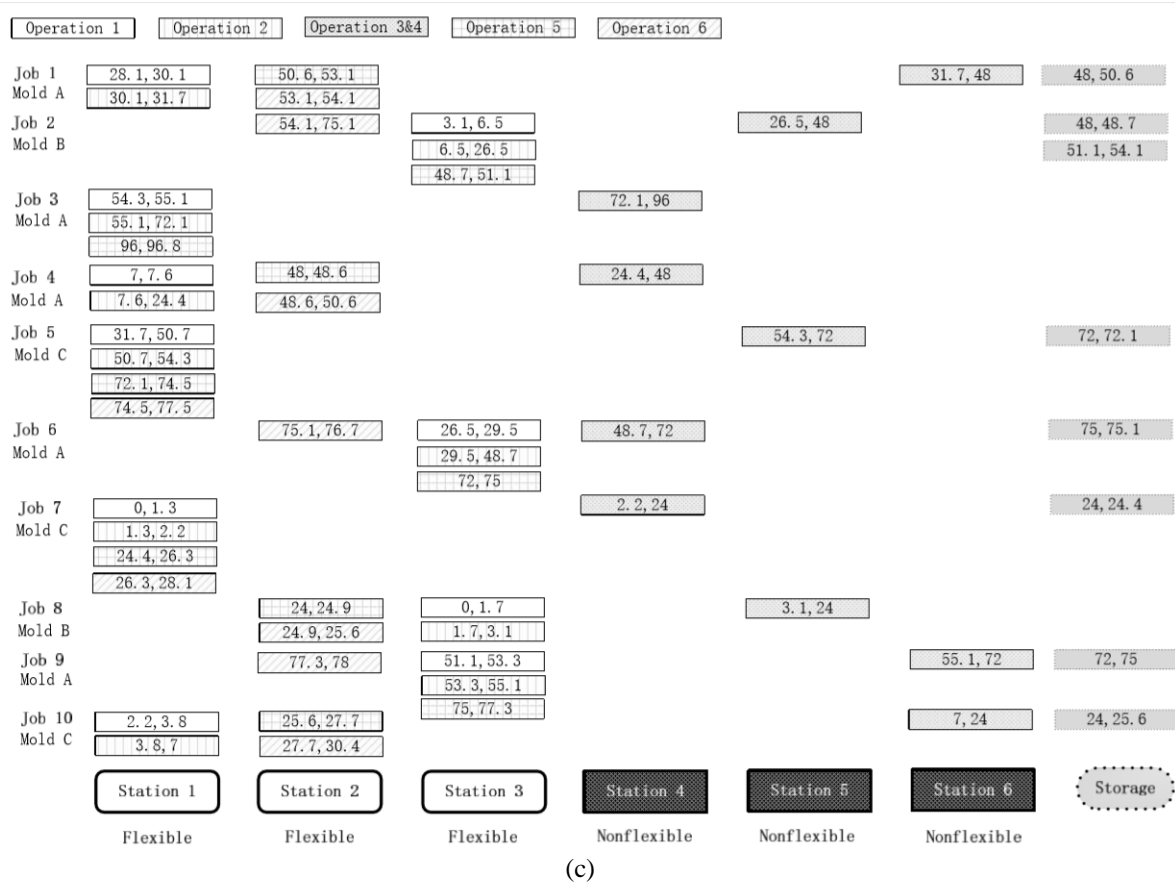 Operation 1 Operation 2 Operation 3&4 Operation 5 Operation 6
Job 1 28.1,30.1 50.6,53.1 31.7,48 48,50.6
Mold A 30.1,31.7 53.1,54.1
Job 2 54.1,75.1 3.1,6.5 26.5,48 48,48.7
Mold B 6.5,26.5 51.1,54.1
48.7,51.1
Job 3 54.3,55.1 72.1,96
Mold A 55.1,72.1
96,96.8
Job 4 7,7.6 48,48.6 24.4,48
Mold A 7.6,24.4 48.6,50.6
Job 5 31.7,50.7 54.3,72 72,72.1
Mold C 50.7,54.3
72.1,74.5
74.5,77.5
Job 6 75.1,76.7 26.5,29.5 48.7,72 75,75.1
Mold A 29.5,48.7
72,75
Job 7 0,1.3 2.2,24 24,24.4
Mold C 1.3,2.2
24.4,26.3
26.3,28.1
Job 8 24,24.9 0,1.7 3.1,24
Mold B 24.9,25.6 1.7,3.1
Job 9 77.3,78 51.1,53.3 55.1,72 72,75
Mold A 53.3,55.1
75,77.3
Job 10 2.2,3.8 25.6,27.7 7,24 24,25.6
Mold C 3.8,7 27.7,30.4
Station 1 Station 2 Station 3 Station 4 Station 5 Station 6 Storage
Flexible Flexible Flexible Nonflexible Nonflexible Nonflexible
(c)